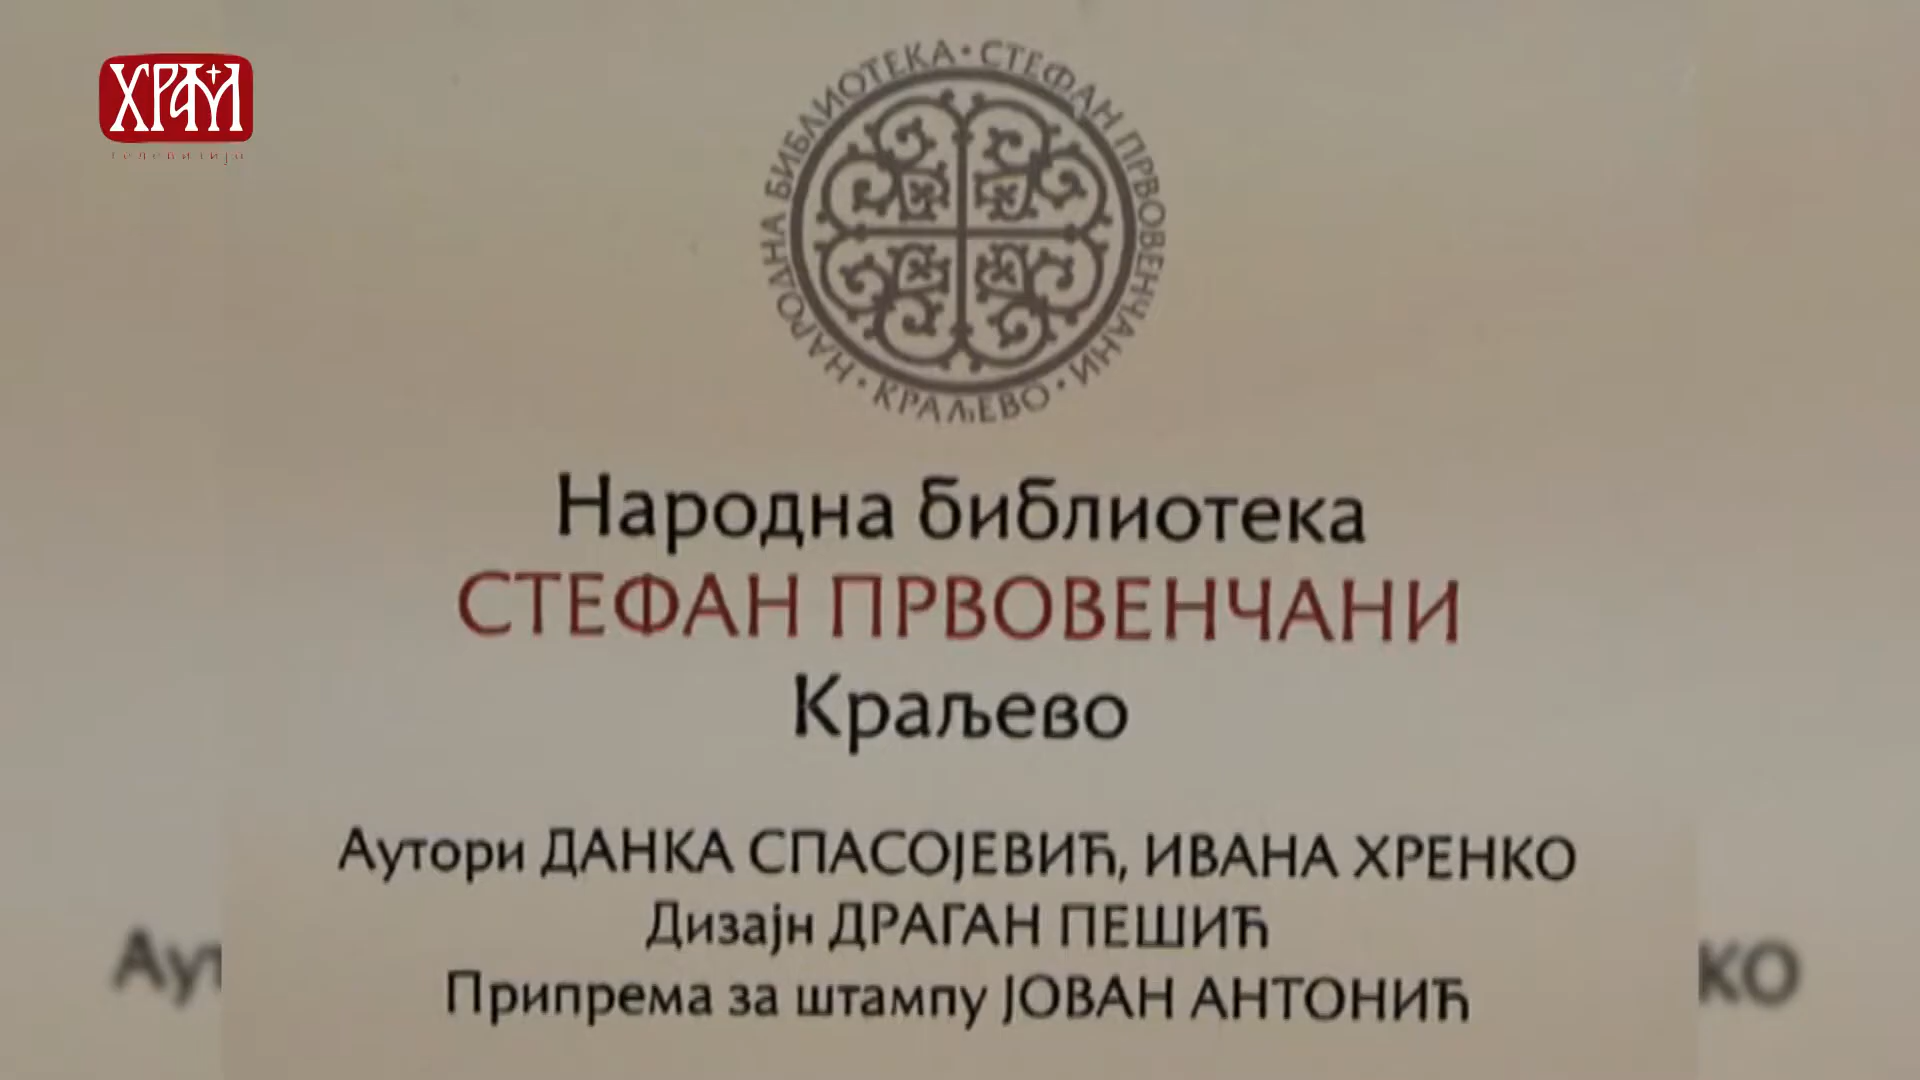 ХРАМ
телевизија
НАРОДНА БИБЛИОТЕКА · СТЕФАН ПРВОВЕНЧАНИ · КРАЉЕВО ·
Народна библиотека
СТЕФАН ПРВОВЕНЧАНИ
Краљево
Аутори ДАНКА СПАСОЈЕВИЋ, ИВАНА ХРЕНКО
Дизајн ДРАГАН ПЕШИЋ
Припрема за штампу ЈОВАН АНТОНИЋ